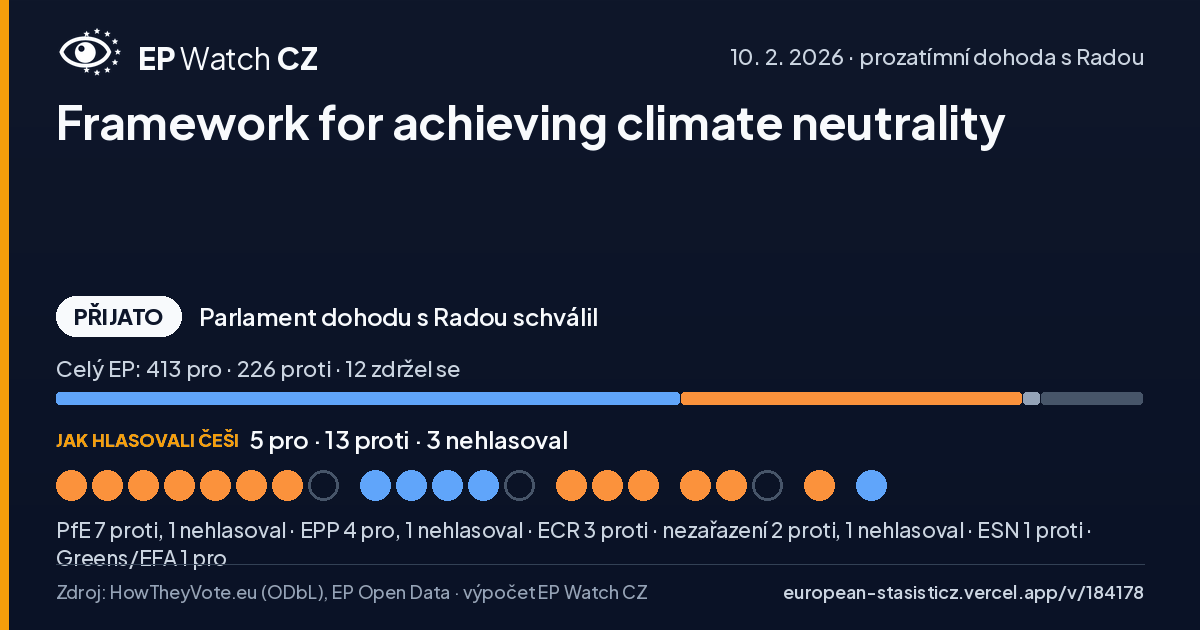 EP Watch CZ
10. 2. 2026 · prozatímní dohoda s Radou
Framework for achieving climate neutrality
PŘIJATO Parlament dohodu s Radou schválil
Celý EP: 413 pro · 226 proti · 12 zdržel se
JAK HLASOVALI ČEŠI 5 pro · 13 proti · 3 nehlasoval
PfE 7 proti, 1 nehlasoval · EPP 4 pro, 1 nehlasoval · ECR 3 proti · nezařazení 2 proti, 1 nehlasoval · ESN 1 proti ·
Greens/EFA 1 pro
Zdroj: HowTheyVote.eu (ODbL), EP Open Data · výpočet EP Watch CZ
european-stasisticz.vercel.app/v/184178